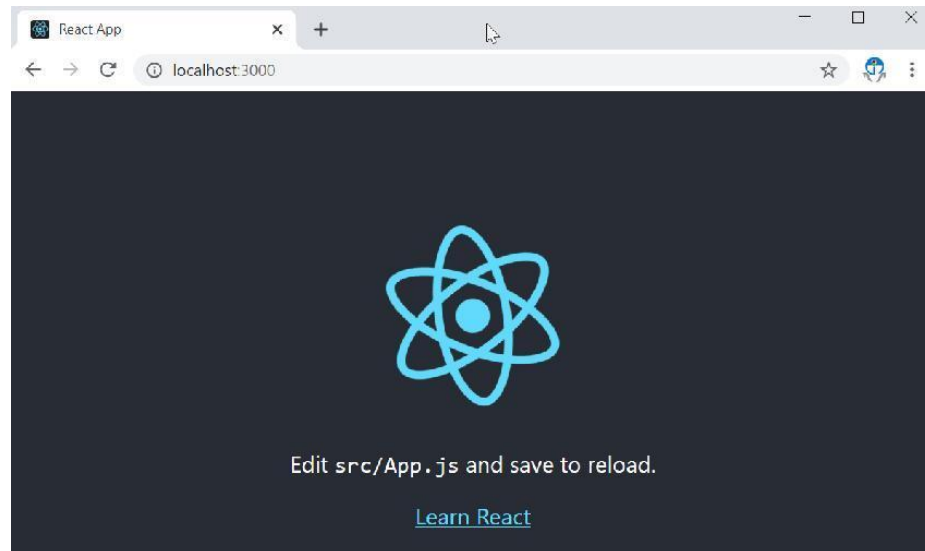 React App
localhost:3000
Edit src/App.js and save to reload.
Learn React